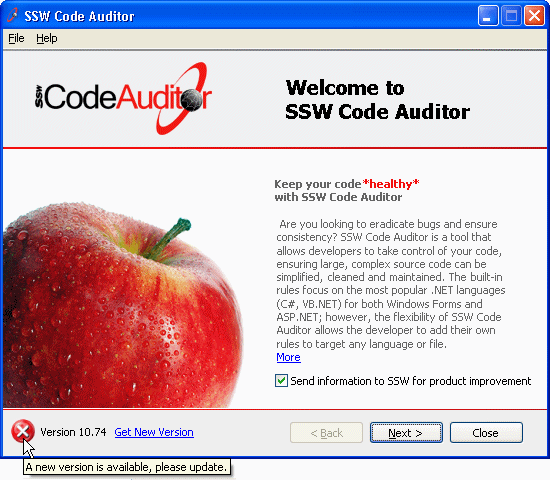 SSW Code Auditor
File Help
SSW CodeAuditor
Welcome to
SSW Code Auditor
Keep your code*healthy*
with SSW Code Auditor
Are you looking to eradicate bugs and ensure
consistency? SSW Code Auditor is a tool that
allows developers to take control of your code,
ensuring large, complex source code can be
simplified, cleaned and maintained. The built-in
rules focus on the most popular .NET languages
(C#, VB.NET) for both Windows Forms and
ASP.NET; however, the flexibility of SSW Code
Auditor allows the developer to add their own
rules to target any language or file.
More
Send information to SSW for product improvement
Version 10.74 Get New Version < Back Next > Close
A new version is available, please update.